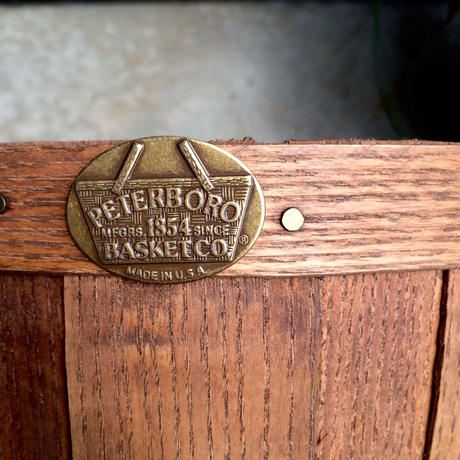 PETERBORO
MFGRS. 1854 SINCE
BASKET CO.®
MADE IN U.S.A.